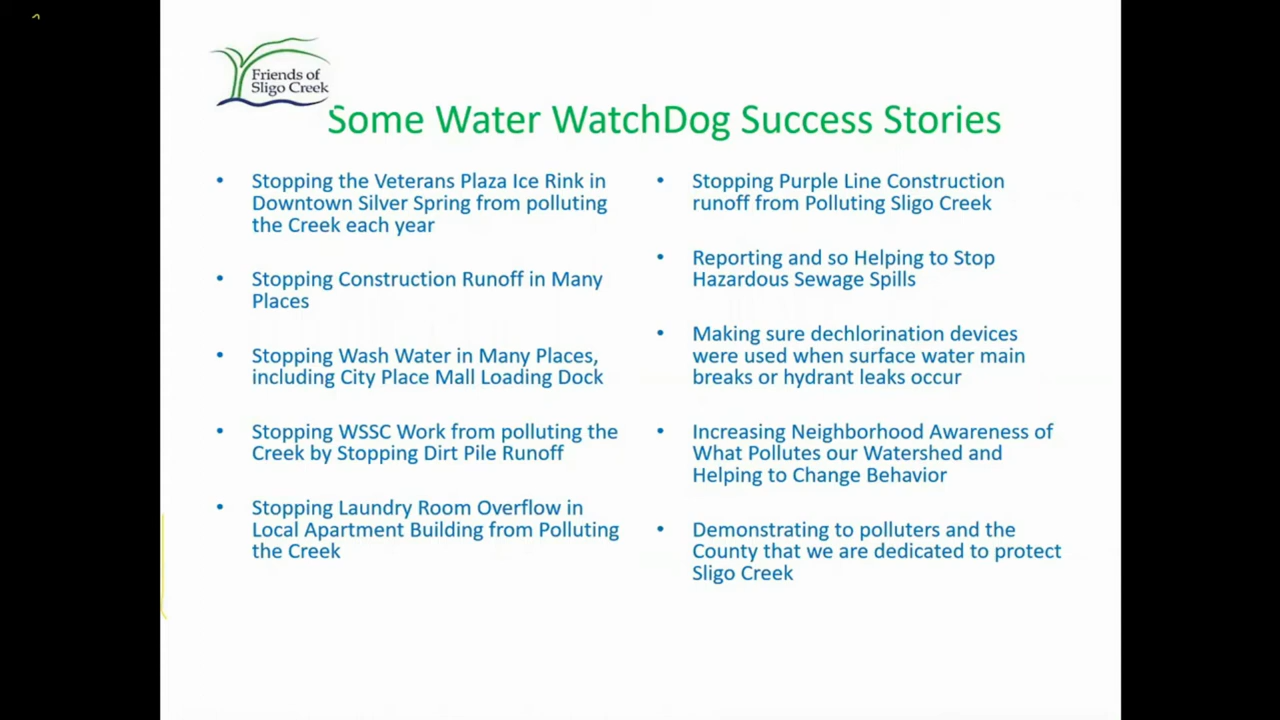 Friends of
Sligo Creek
Some Water WatchDog Success Stories
• Stopping the Veterans Plaza Ice Rink in
Downtown Silver Spring from polluting
the Creek each year
• Stopping Construction Runoff in Many
Places
• Stopping Wash Water in Many Places,
including City Place Mall Loading Dock
• Stopping WSSC Work from polluting the
Creek by Stopping Dirt Pile Runoff
• Stopping Laundry Room Overflow in
Local Apartment Building from Polluting
the Creek
• Stopping Purple Line Construction
runoff from Polluting Sligo Creek
• Reporting and so Helping to Stop
Hazardous Sewage Spills
• Making sure dechlorination devices
were used when surface water main
breaks or hydrant leaks occur
• Increasing Neighborhood Awareness of
What Pollutes our Watershed and
Helping to Change Behavior
• Demonstrating to polluters and the
County that we are dedicated to protect
Sligo Creek